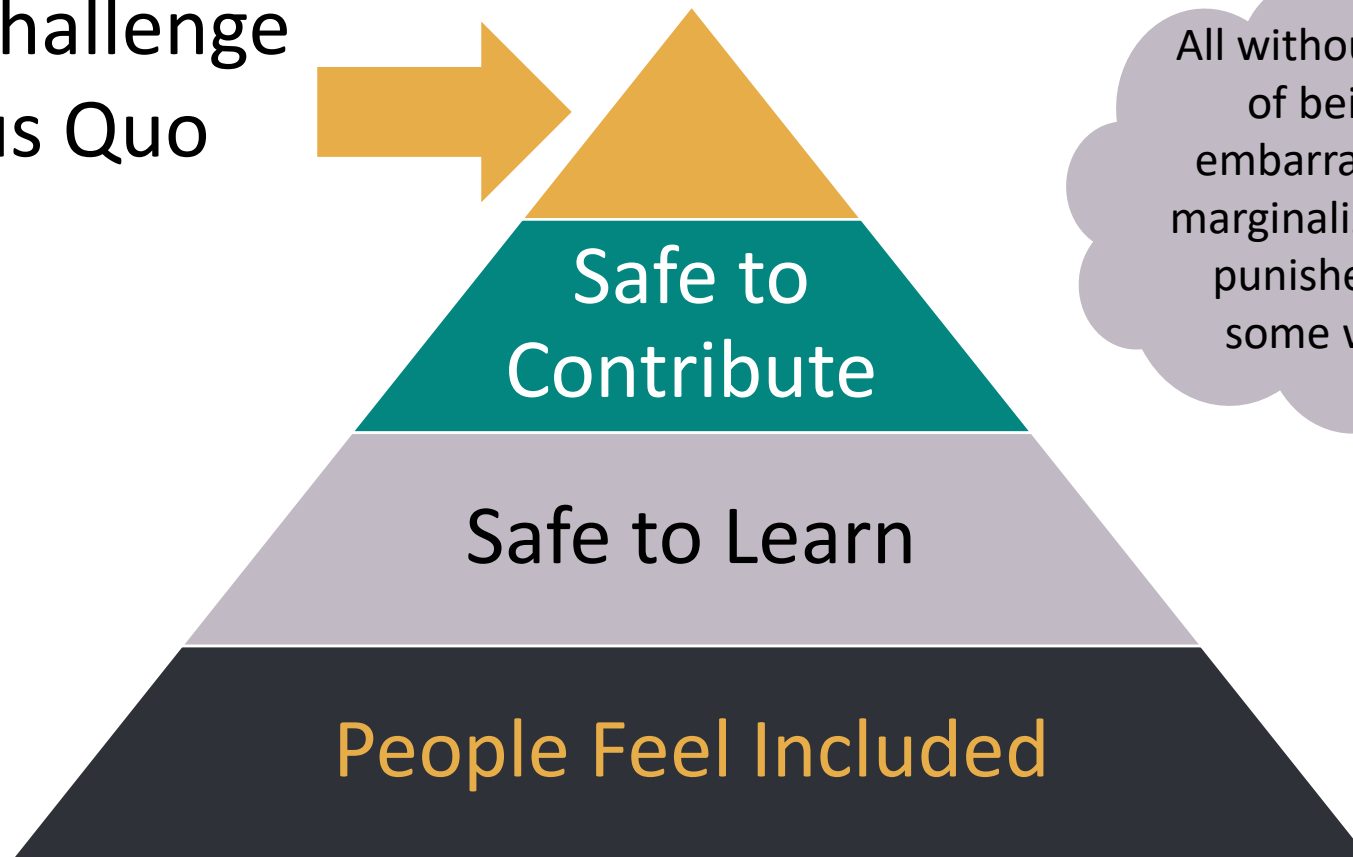 hallenge
us Quo
All withou
of bei
embarra
marginalis
punishe
some w
Safe to
Contribute
Safe to Learn
People Feel Included